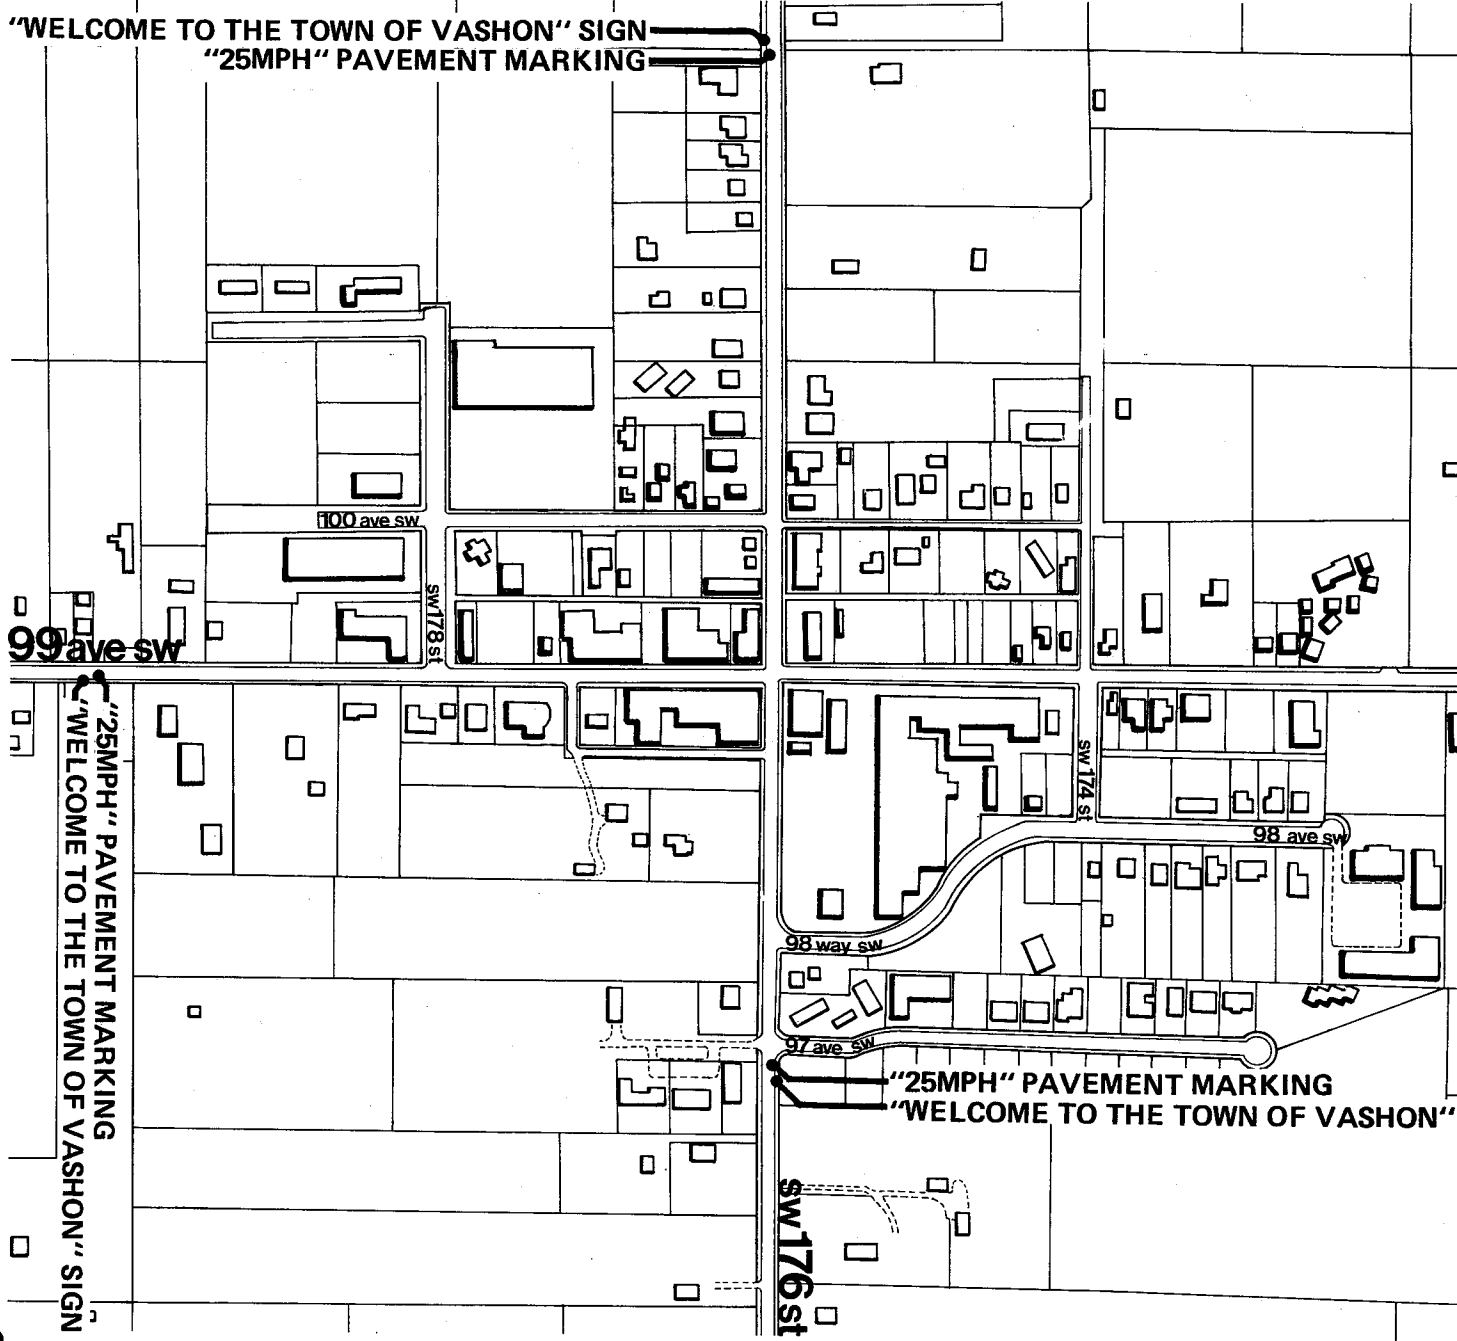 "WELCOME TO THE TOWN OF VASHON" SIGN
"25MPH" PAVEMENT MARKING
100 ave sw
sw 178 st
99 ave sw
"25MPH" PAVEMENT MARKING
"WELCOME TO THE TOWN OF VASHON" SIGN
sw 174 st
98 ave sw
98 way sw
97 ave sw
"25MPH" PAVEMENT MARKING
"WELCOME TO THE TOWN OF VASHON"
sw 176 st